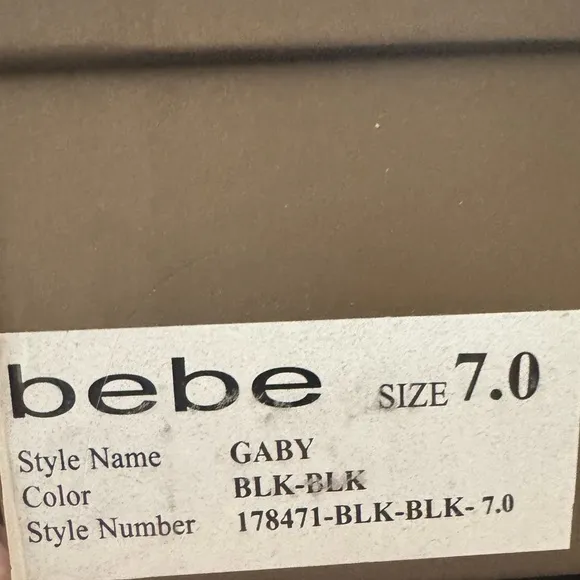 bebe SIZE 7.0
Style Name GABY
Color BLK-BLK
Style Number 178471-BLK-BLK- 7.0